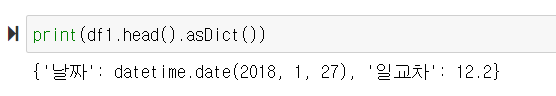 print(df1.head().asDict())
{'날짜': datetime.date(2018, 1, 27), '일교차': 12.2}